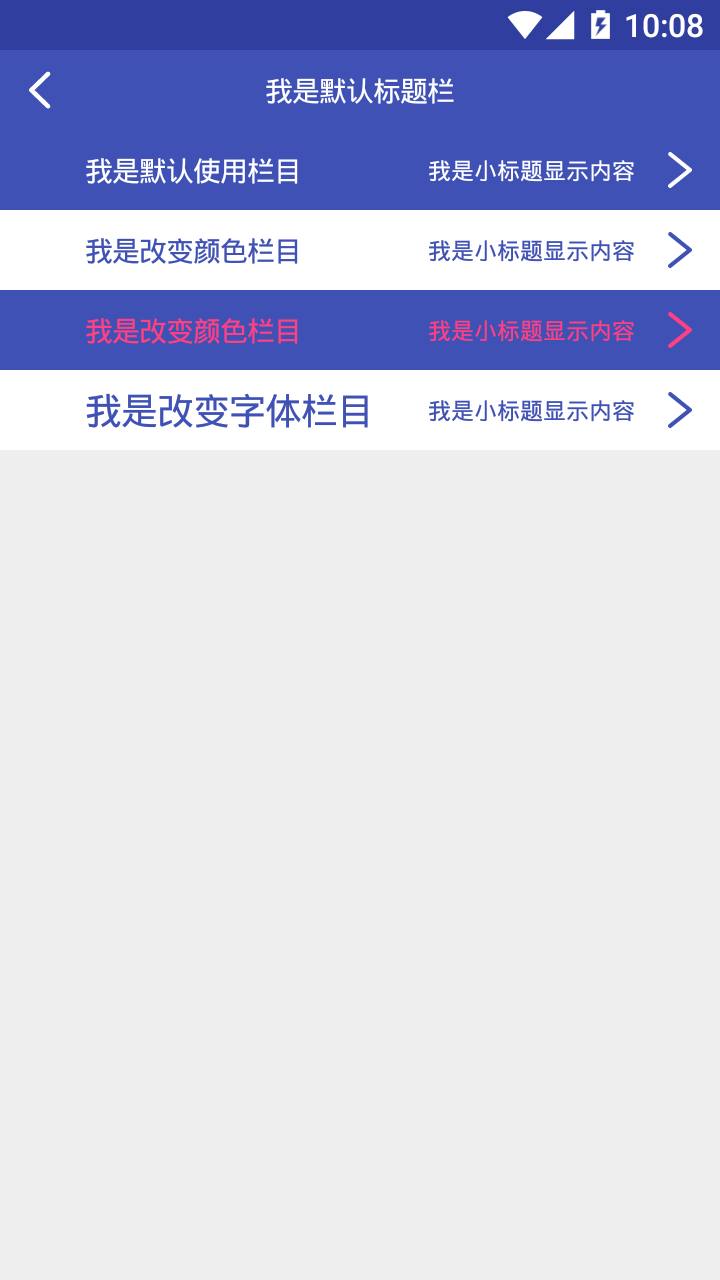 10:08
我是默认标题栏
我是默认使用栏目 我是小标题显示内容
我是改变颜色栏目 我是小标题显示内容
我是改变颜色栏目 我是小标题显示内容
我是改变字体栏目 我是小标题显示内容